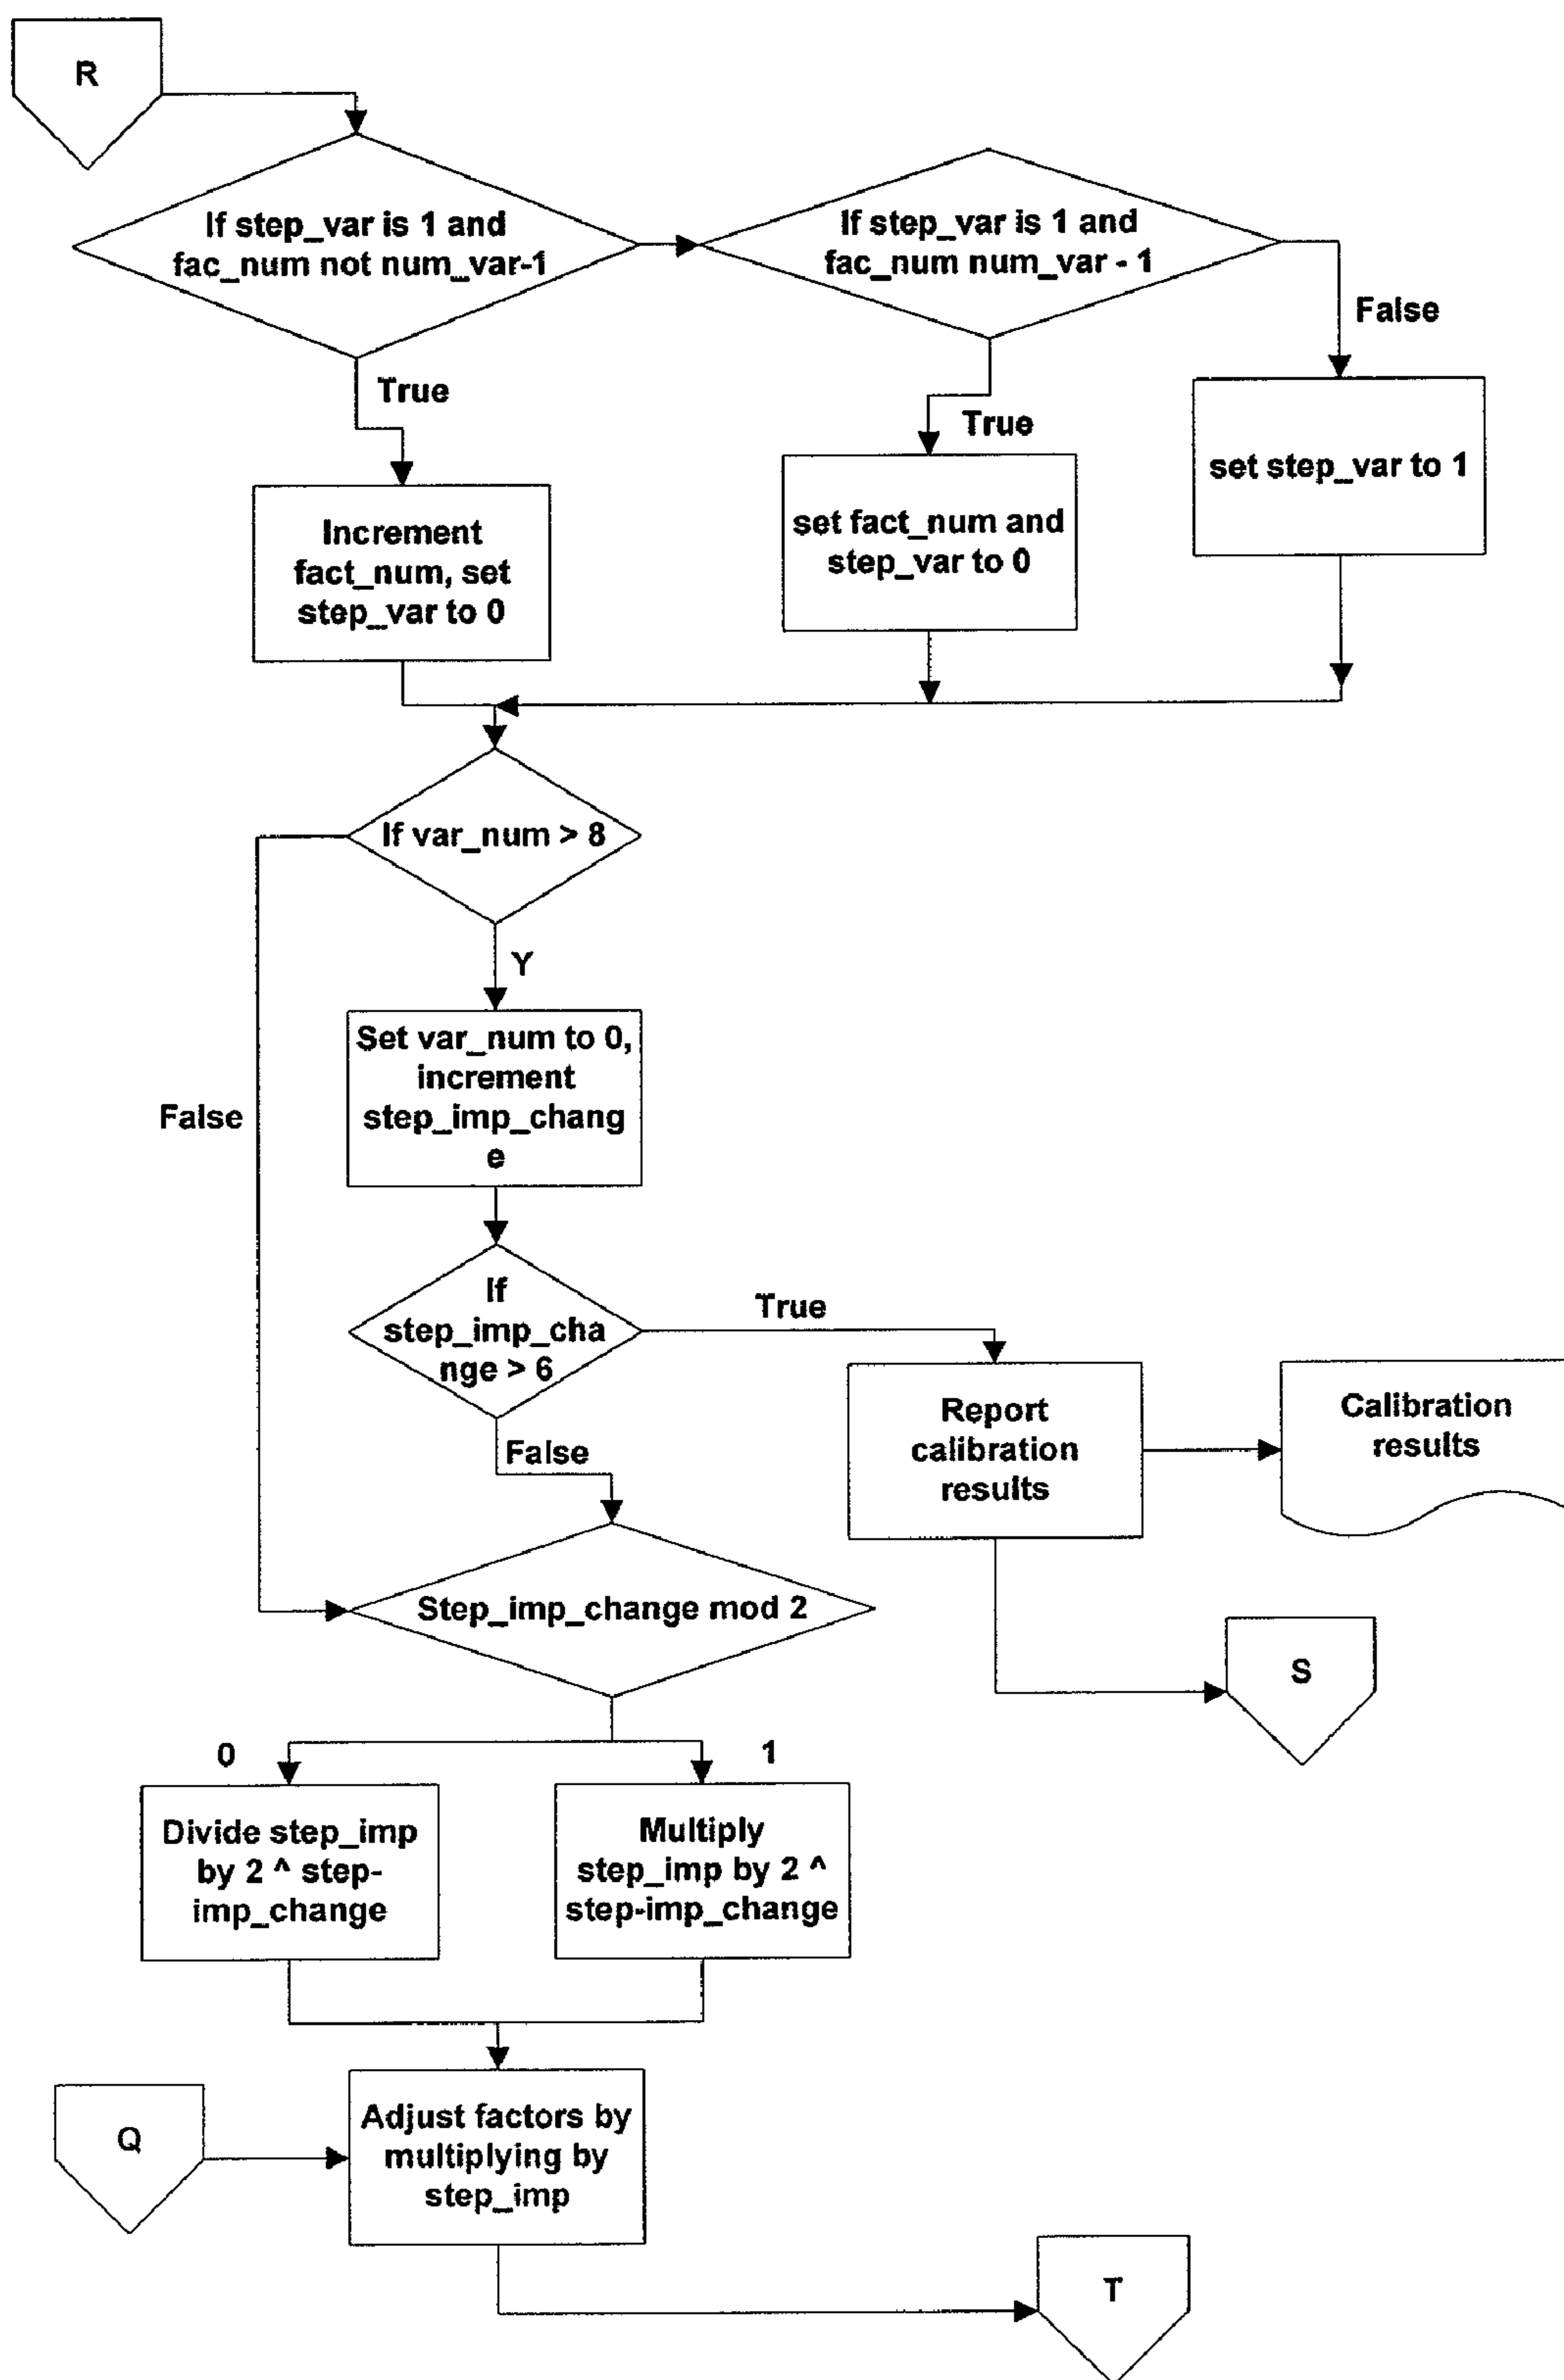 R
If step_var is 1 and
fac_num not num_var-1
If step_var is 1 and
fac_num num_var - 1
False
True
True
set step_var to 1
Increment
fact_num, set
step_var to 0
set fact_num and
step_var to 0
If var_num > 8
Y
Set var_num to 0,
increment
step_imp_chang
e
False
If
step_imp_cha
nge > 6
True
False
Report
calibration
results
Calibration
results
Step_imp_change mod 2
S
0
1
Divide step_imp
by 2 ^ step-
imp_change
Multiply
step_imp by 2 ^
step-imp_change
Q
Adjust factors by
multiplying by
step_imp
T